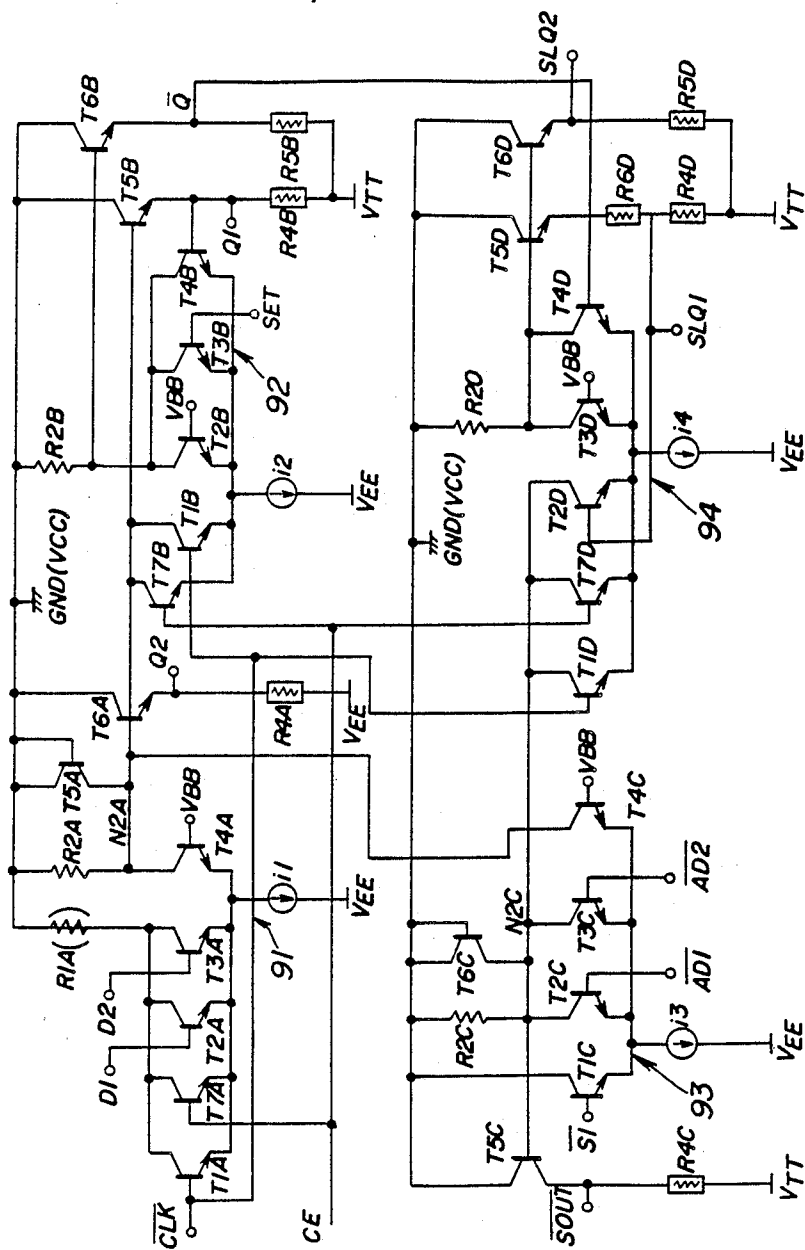 CLK
CE
T1A
T7A
D1
T2A
D2
T3A
R1A
91
i1
VEE
R2A
T5A
N2A
VBB
T4A
T6A
Q2
R4A
VEE
GND(VCC)
T7B
T1B
R2B
VBB
T2B
i2
VEE
T3B
SET
92
T4B
T5B
T6B
Q̅
Q1
R4B
R5B
VTT
T5C
SOUT
R4C
VTT
SI
T1C
93
i3
VEE
R2C
T6C
T2C
AD1
N2C
T3C
AD2
VBB
T4C
T1D
T7D
T2D
GND(VCC)
94
i4
VEE
R2D
T3D
VBB
T4D
SLQ1
T5D
T6D
R6D
R4D
SLQ2
R5D
VTT